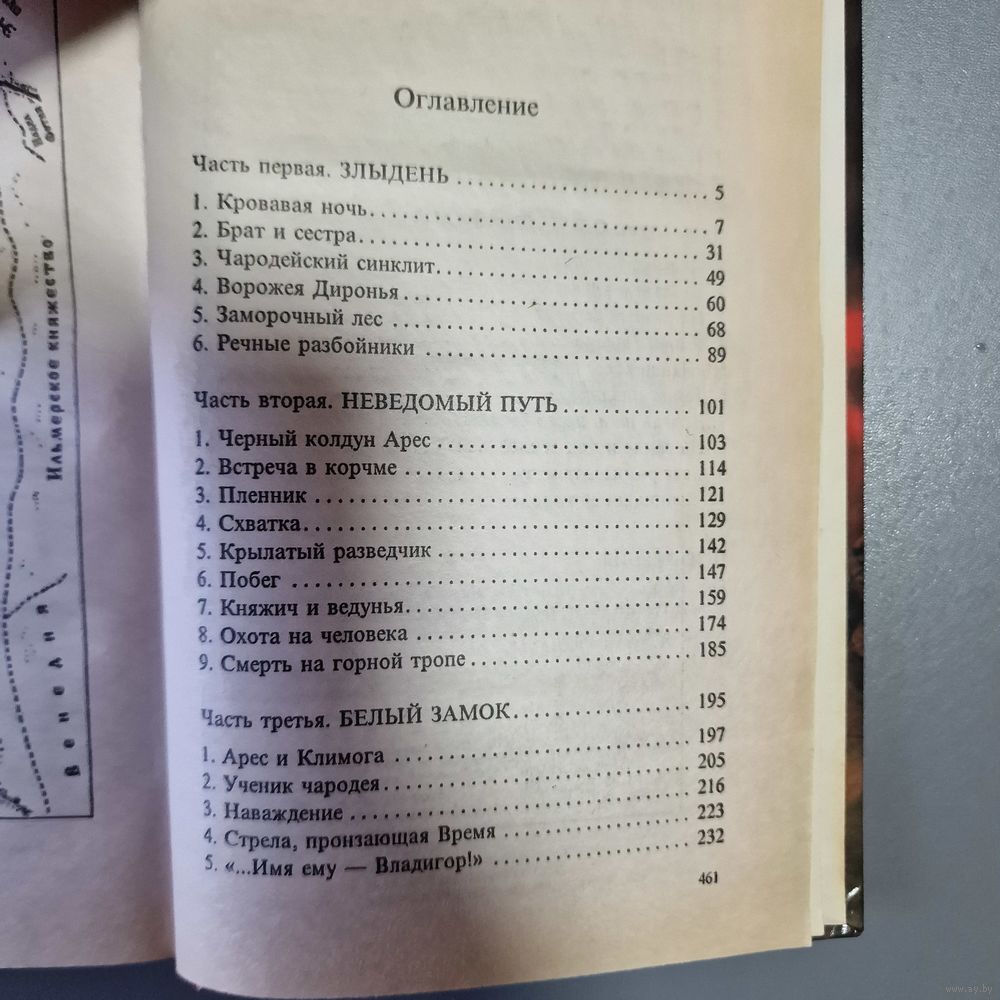 Оглавление
Часть первая. ЗЛЫДЕНЬ ........ 5
1. Кровавая ночь ........ 7
2. Брат и сестра ........ 31
3. Чародейский синклит ........ 49
4. Ворожея Диронья ........ 60
5. Заморочный лес ........ 68
6. Речные разбойники ........ 89
Часть вторая. НЕВЕДОМЫЙ ПУТЬ ........ 101
1. Черный колдун Арес ........ 103
2. Встреча в корчме ........ 114
3. Пленник ........ 121
4. Схватка ........ 129
5. Крылатый разведчик ........ 142
6. Побег ........ 147
7. Княжич и ведунья ........ 159
8. Охота на человека ........ 174
9. Смерть на горной тропе ........ 185
Часть третья. БЕЛЫЙ ЗАМОК ........ 195
1. Арес и Климога ........ 197
2. Ученик чародея ........ 205
3. Наваждение ........ 216
4. Стрела, пронзающая Время ........ 223
5. «...Имя ему — Владигор!» ........ 232
461
Ильмерское княжество
Венедия
www.ay.by